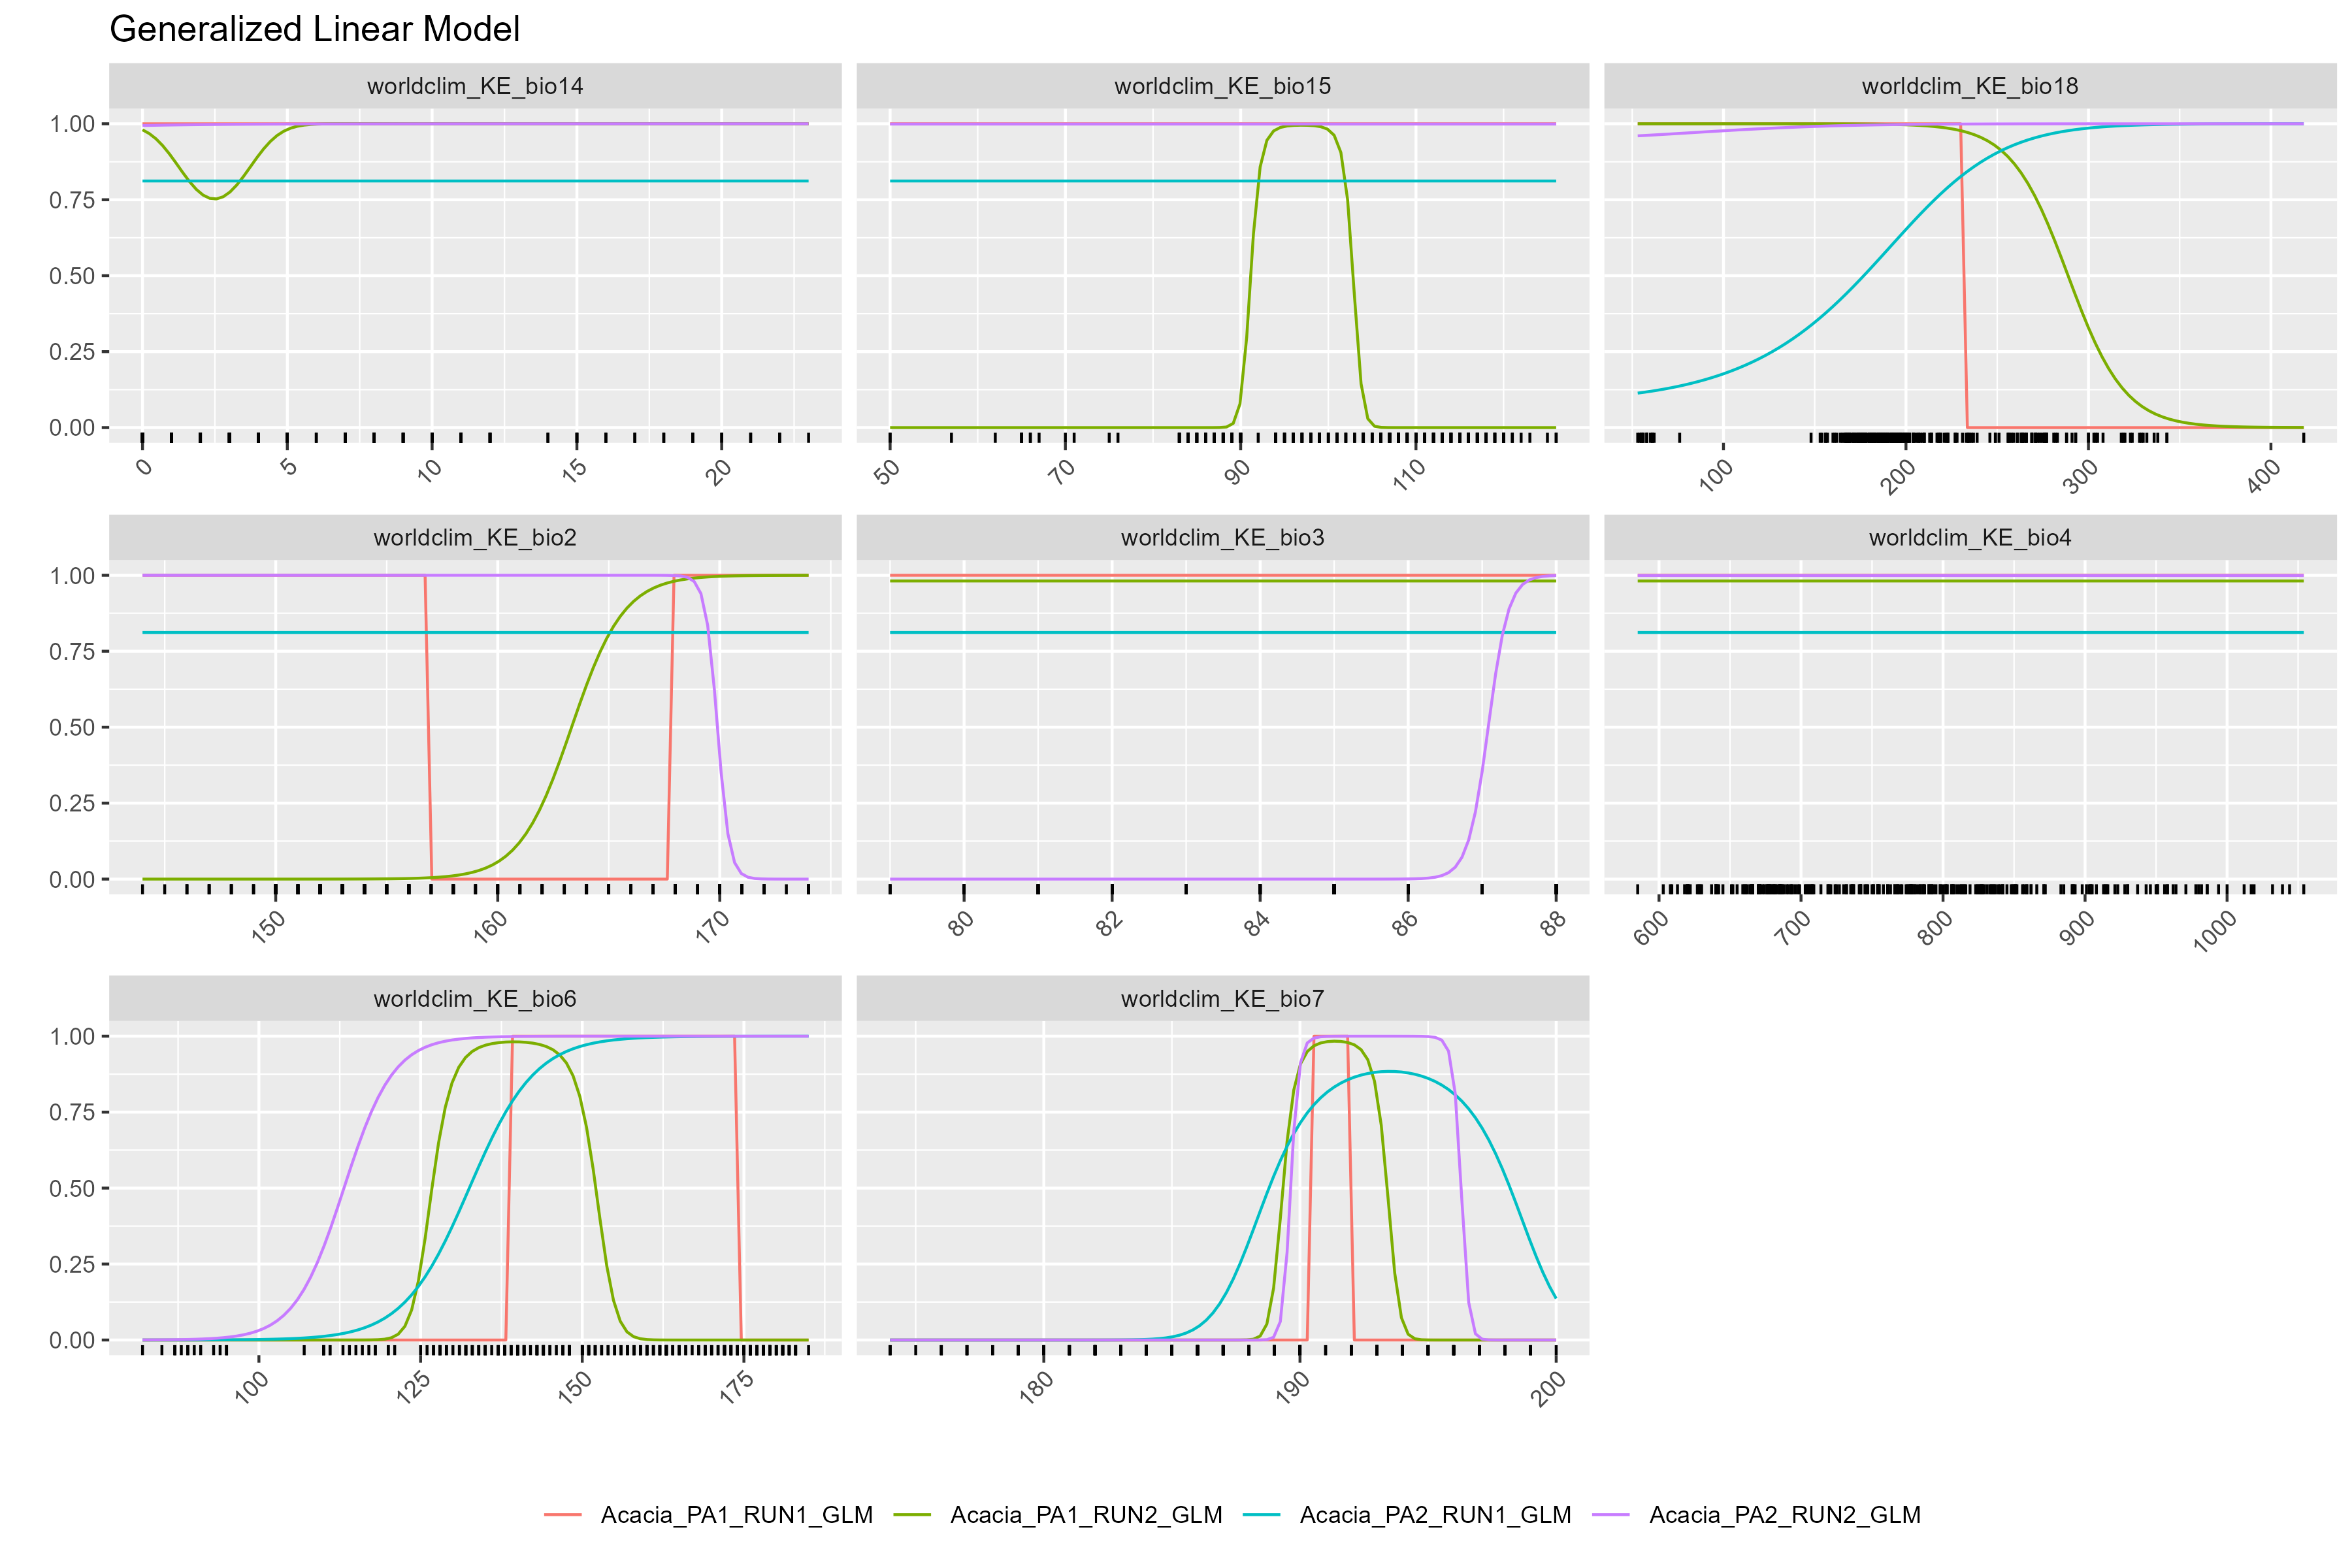 Generalized Linear Model
worldclim_KE_bio14 worldclim_KE_bio15 worldclim_KE_bio18
1.00
0.75
0.50
0.25
0.00
0 5 10 15 20 50 70 90 110 100 200 300 400
worldclim_KE_bio2 worldclim_KE_bio3 worldclim_KE_bio4
1.00
0.75
0.50
0.25
0.00
150 160 170 80 82 84 86 88 600 700 800 900 1000
worldclim_KE_bio6 worldclim_KE_bio7
1.00
0.75
0.50
0.25
0.00
100 125 150 175 180 190 200
Acacia_PA1_RUN1_GLM Acacia_PA1_RUN2_GLM Acacia_PA2_RUN1_GLM Acacia_PA2_RUN2_GLM